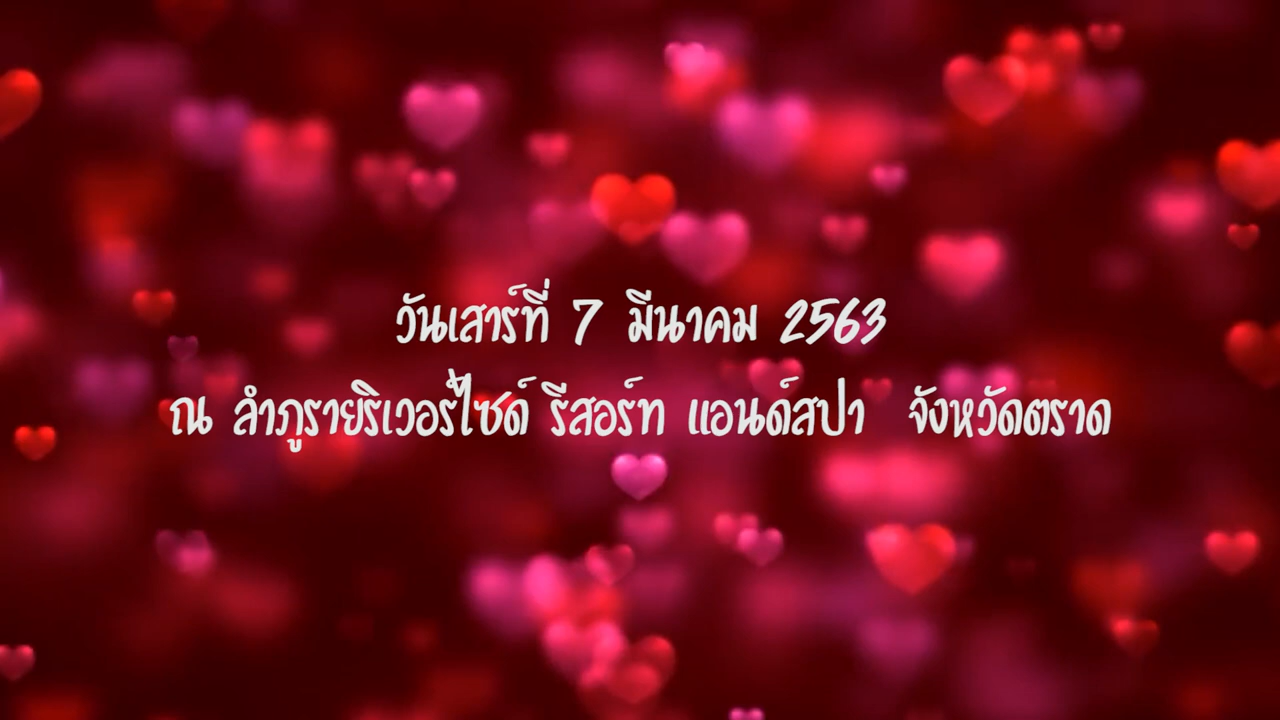 วันเสาร์ที่ 7 มีนาคม 2563
ณ ลำภูรายริเวอร์ไซด์ รีสอร์ท แอนด์สปา จังหวัดตราด